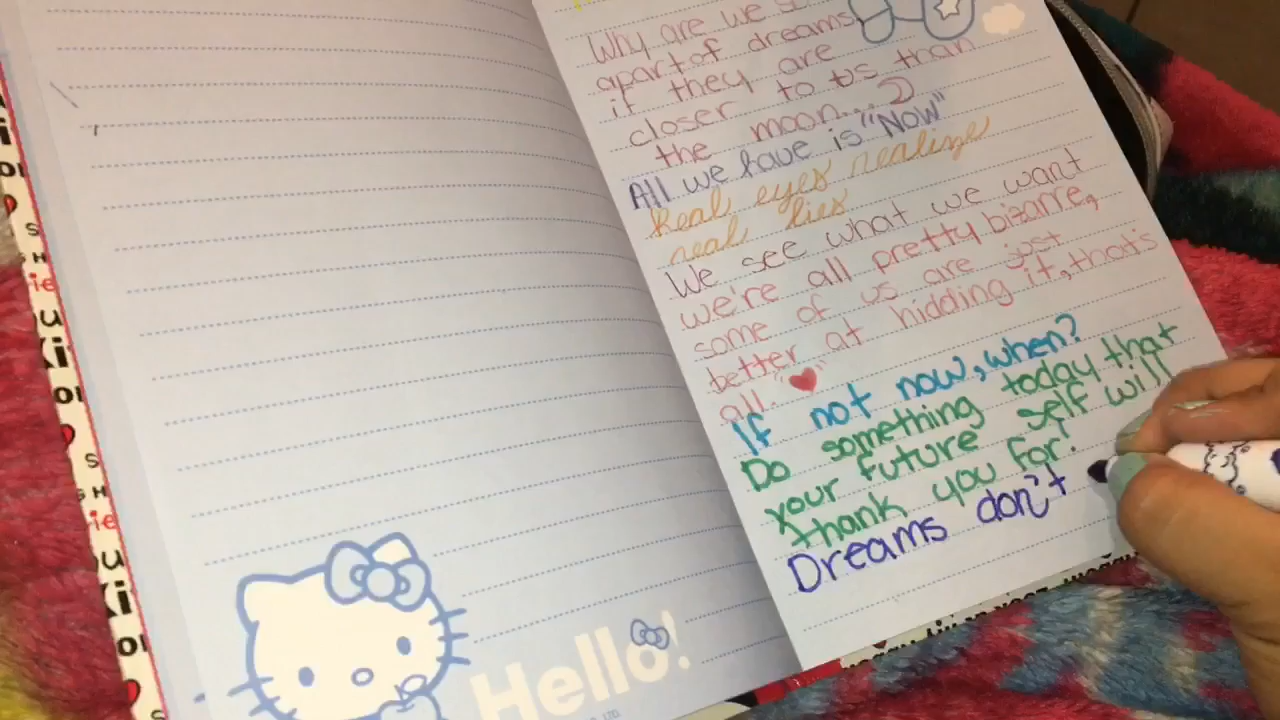 Why are we so
apart of dreams
if they are
closer to us than
the moon...
All we have is "NOW"
Real eyes realize
real lies
We see what we want
we're all pretty bizarre,
some of us are just
better at hidding it, that's
all."
If not now, when?
Do something today that
your future self will
thank you for!
Dreams don't
Hello!